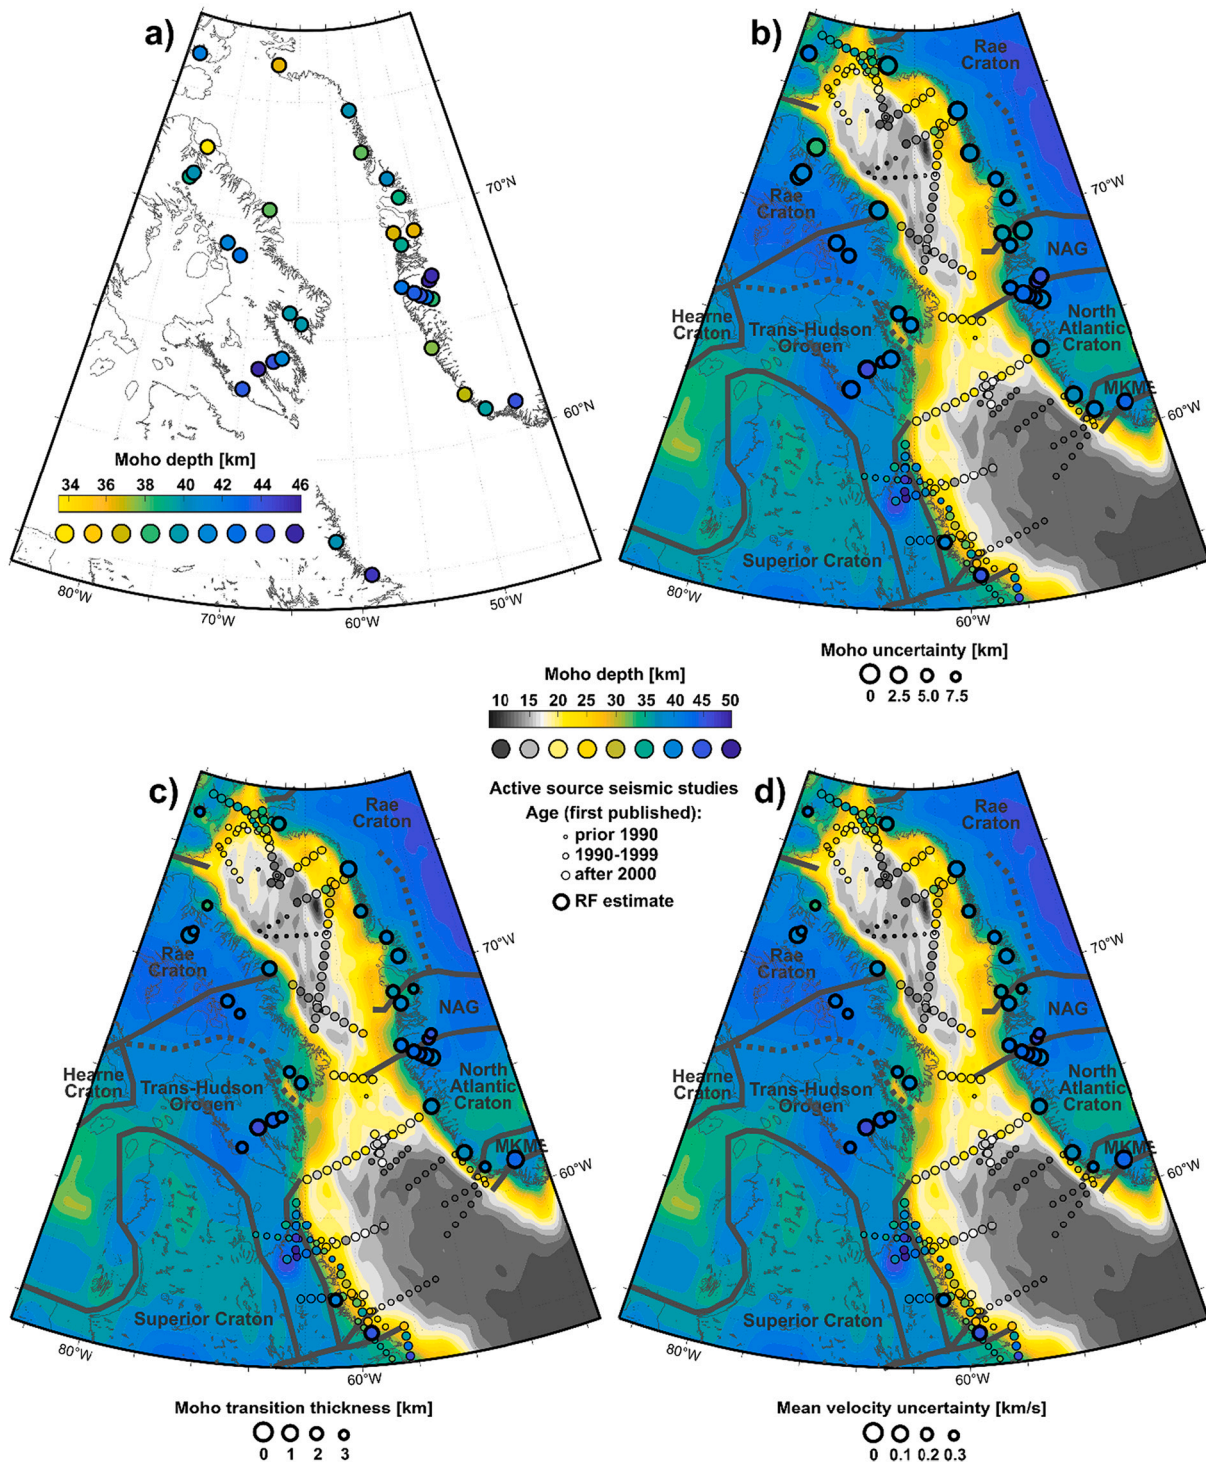 a)
70°N
60°N
Moho depth [km]
34 36 38 40 42 44 46
80°W
70°W
60°W
50°W
b)
Rae
Craton
70°W
Rae
Craton
NAG
Hearne
Craton
Trans-Hudson
Orogen
North
Atlantic
Craton
MKME
60°W
Superior Craton
80°W
60°W
Moho uncertainty [km]
0 2.5 5.0 7.5
Moho depth [km]
10 15 20 25 30 35 40 45 50
Active source seismic studies
Age (first published):
prior 1990
1990-1999
after 2000
RF estimate
c)
Rae
Craton
70°W
Rae
Craton
NAG
Hearne
Craton
Trans-Hudson
Orogen
North
Atlantic
Craton
MKME
60°W
Superior Craton
80°W
60°W
Moho transition thickness [km]
0 1 2 3
d)
Rae
Craton
70°W
Rae
Craton
NAG
Hearne
Craton
Trans-Hudson
Orogen
North
Atlantic
Craton
MKME
60°W
Superior Craton
80°W
60°W
Mean velocity uncertainty [km/s]
0 0.1 0.2 0.3